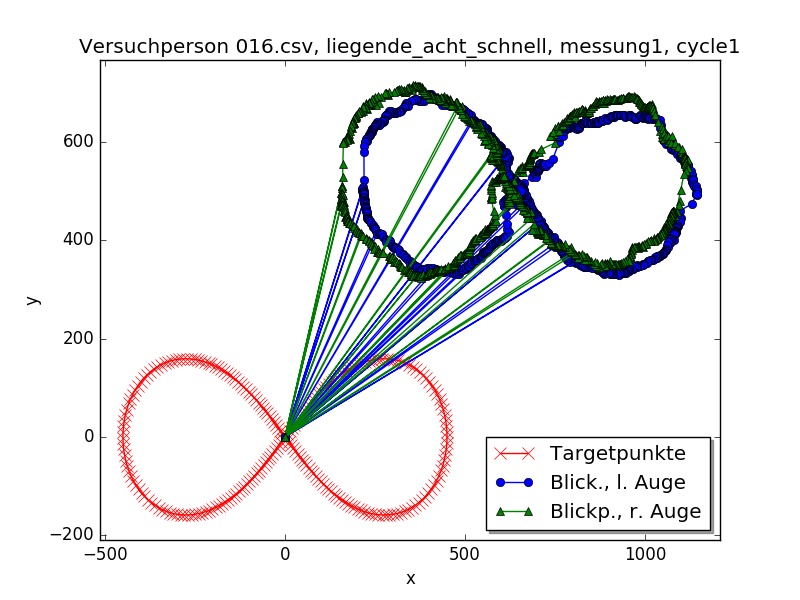 Versuchperson 016.csv, liegende_acht_schnell, messung1, cycle1
y
600
400
200
0
−200
−500 0 500 1000
x
Targetpunkte
Blick., l. Auge
Blickp., r. Auge